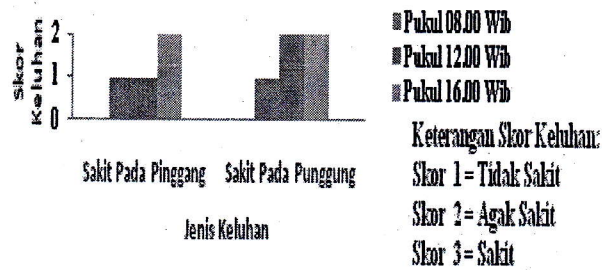 Skor
Keluhan
2
1
0
Sakit Pada Pinggang
Sakit Pada Punggung
Jenis Keluhan
Pukul 08.00 Wib
Pukul 12.00 Wib
Pukul 16.00 Wib
Keterangan Skor Keluhan:
Skor 1 = Tidak Sakit
Skor 2 = Agak Sakit
Skor 3 = Sakit